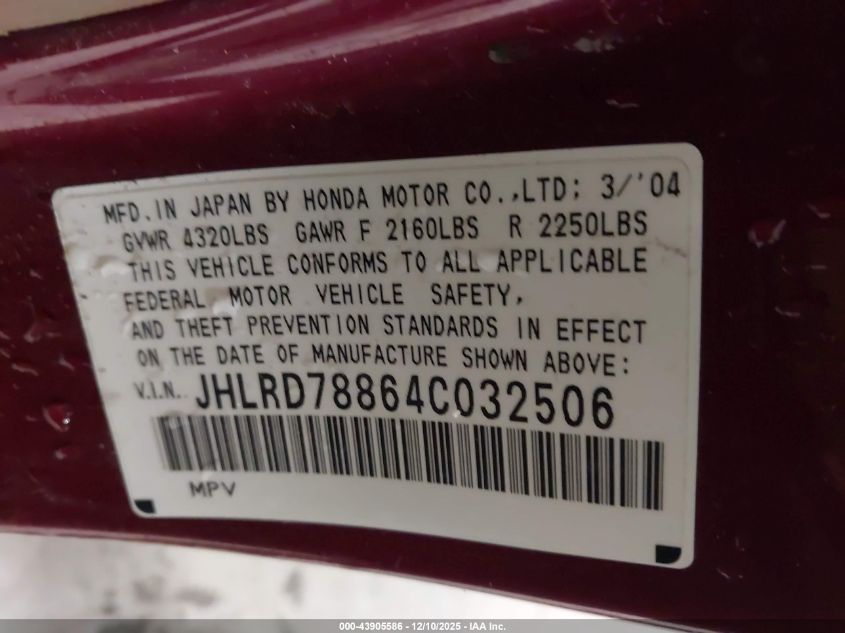 MFD. IN JAPAN BY HONDA MOTOR CO.,LTD; 3/'04
GVWR 4320LBS GAWR F 2160LBS R 2250LBS
THIS VEHICLE CONFORMS TO ALL APPLICABLE
FEDERAL MOTOR VEHICLE SAFETY,
AND THEFT PREVENTION STANDARDS IN EFFECT
ON THE DATE OF MANUFACTURE SHOWN ABOVE:
V.I.N. JHLRD78864C032506
MPV
000-43905586 - 12/10/2025 - IAA Inc.